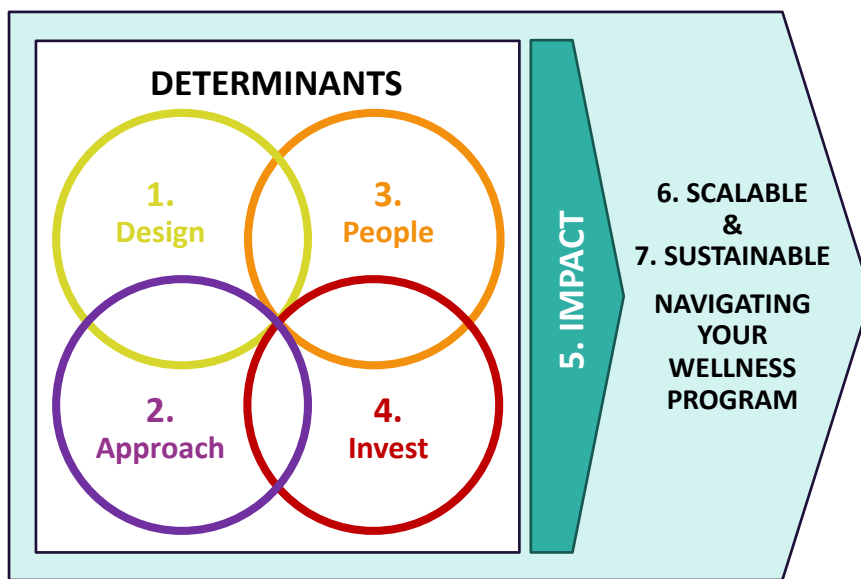 DETERMINANTS
1.
Design
3.
People
2.
Approach
4.
Invest
5. IMPACT
6. SCALABLE
&
7. SUSTAINABLE
NAVIGATING
YOUR
WELLNESS
PROGRAM